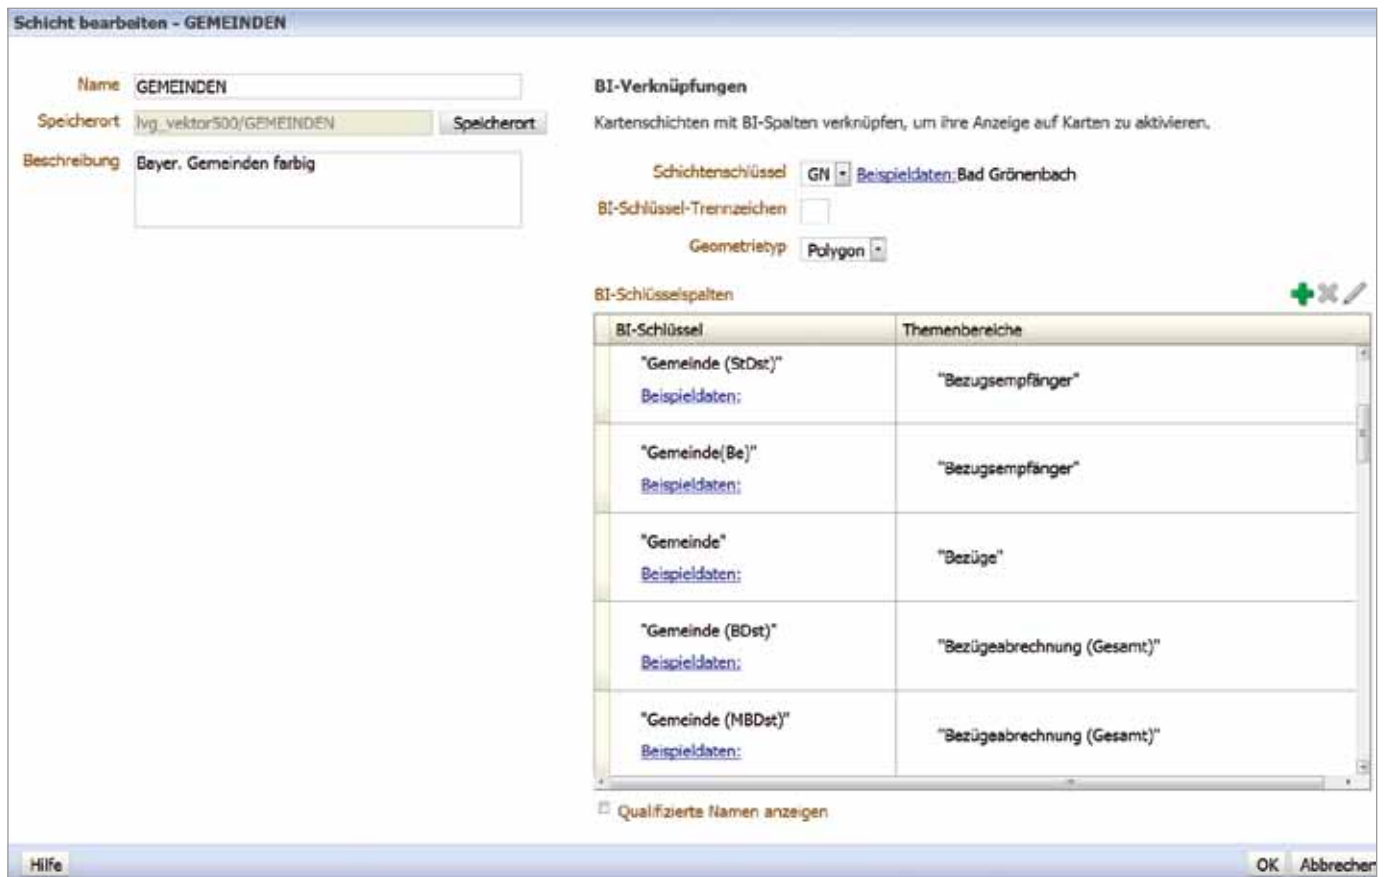 Schicht bearbeiten - GEMEINDEN
Name GEMEINDEN
Speicherort lvg_vektor500/GEMEINDEN Speicherort
Beschreibung Bayer. Gemeinden farbig
BI-Verknüpfungen
Kartenschichten mit BI-Spalten verknüpfen, um ihre Anzeige auf Karten zu aktivieren.
Schichtenschlüssel GN Beispieldaten: Bad Grönenbach
BI-Schlüssel-Trennzeichen
Geometrietyp Polygon
BI-Schlüsselspalten
BI-Schlüssel Themenbereiche
"Gemeinde (StDst)"
Beispieldaten:
"Bezugsempfänger"
"Gemeinde(Be)"
Beispieldaten:
"Bezugsempfänger"
"Gemeinde"
Beispieldaten:
"Bezüge"
"Gemeinde (BDst)"
Beispieldaten:
"Bezügeabrechnung (Gesamt)"
"Gemeinde (MBDst)"
Beispieldaten:
"Bezügeabrechnung (Gesamt)"
Qualifizierte Namen anzeigen
Hilfe OK Abbrechen